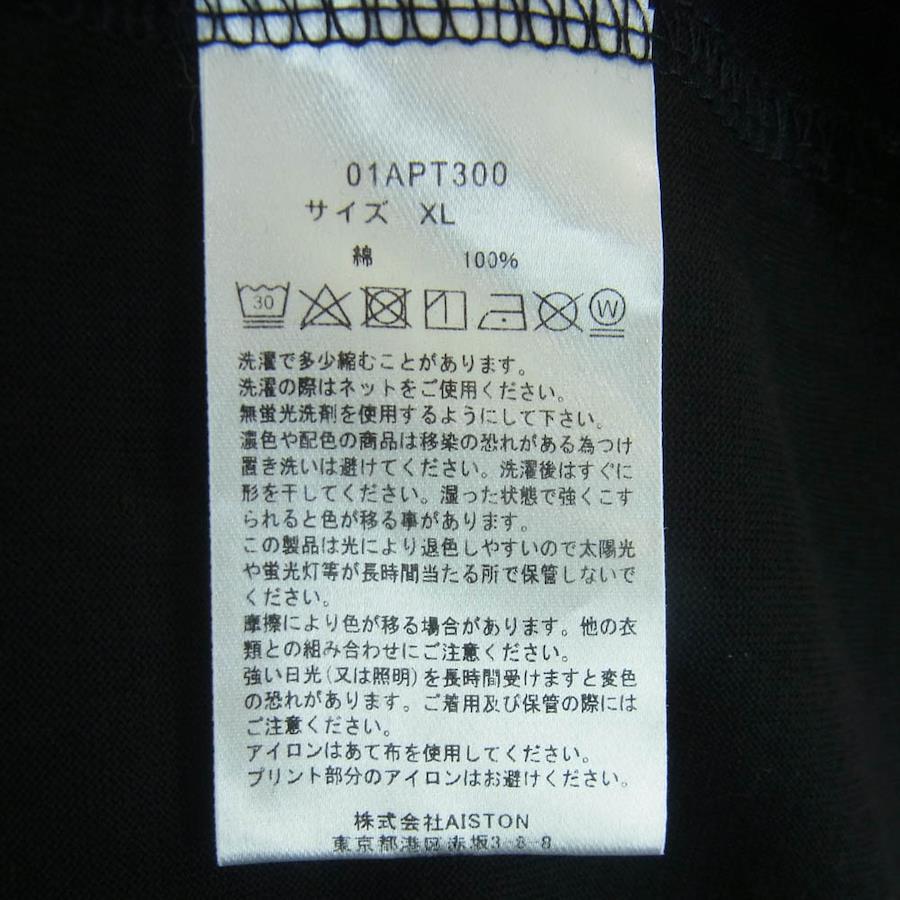 01APT300
サイズ XL
綿 100%
30 W
洗濯で多少縮むことがあります。
洗濯の際はネットをご使用ください。
無蛍光洗剤を使用するようにして下さい。
濃色や配色の商品は移染の恐れがある為つけ
置き洗いは避けてください。洗濯後はすぐに
形を干してください。湿った状態で強くこす
られると色が移る事があります。
この製品は光により退色しやすいので太陽光
や蛍光灯等が長時間当たる所で保管しないで
ください。
摩擦により色が移る場合があります。他の衣
類との組み合わせにご注意ください。
強い日光(又は照明)を長時間受けますと変色
の恐れがあります。ご着用及び保管の際には
ご注意ください。
アイロンはあて布を使用してください。
プリント部分のアイロンはお避けください。
株式会社AISTON
東京都港区赤坂3-8-8